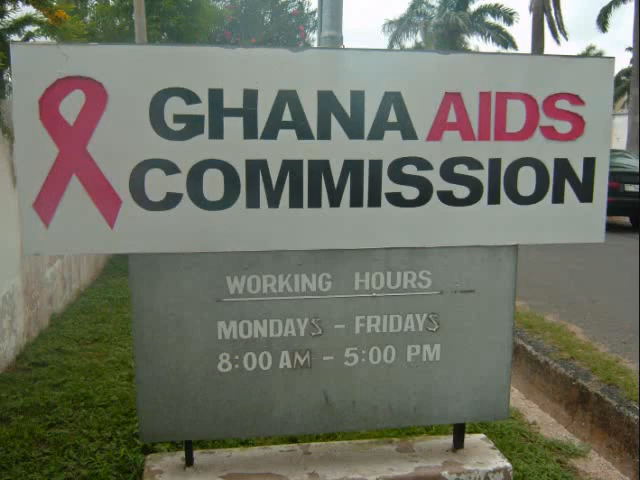 GHANA AIDS
COMMISSION
WORKING HOURS
MONDAYS - FRIDAYS
8:00 AM - 5:00 PM